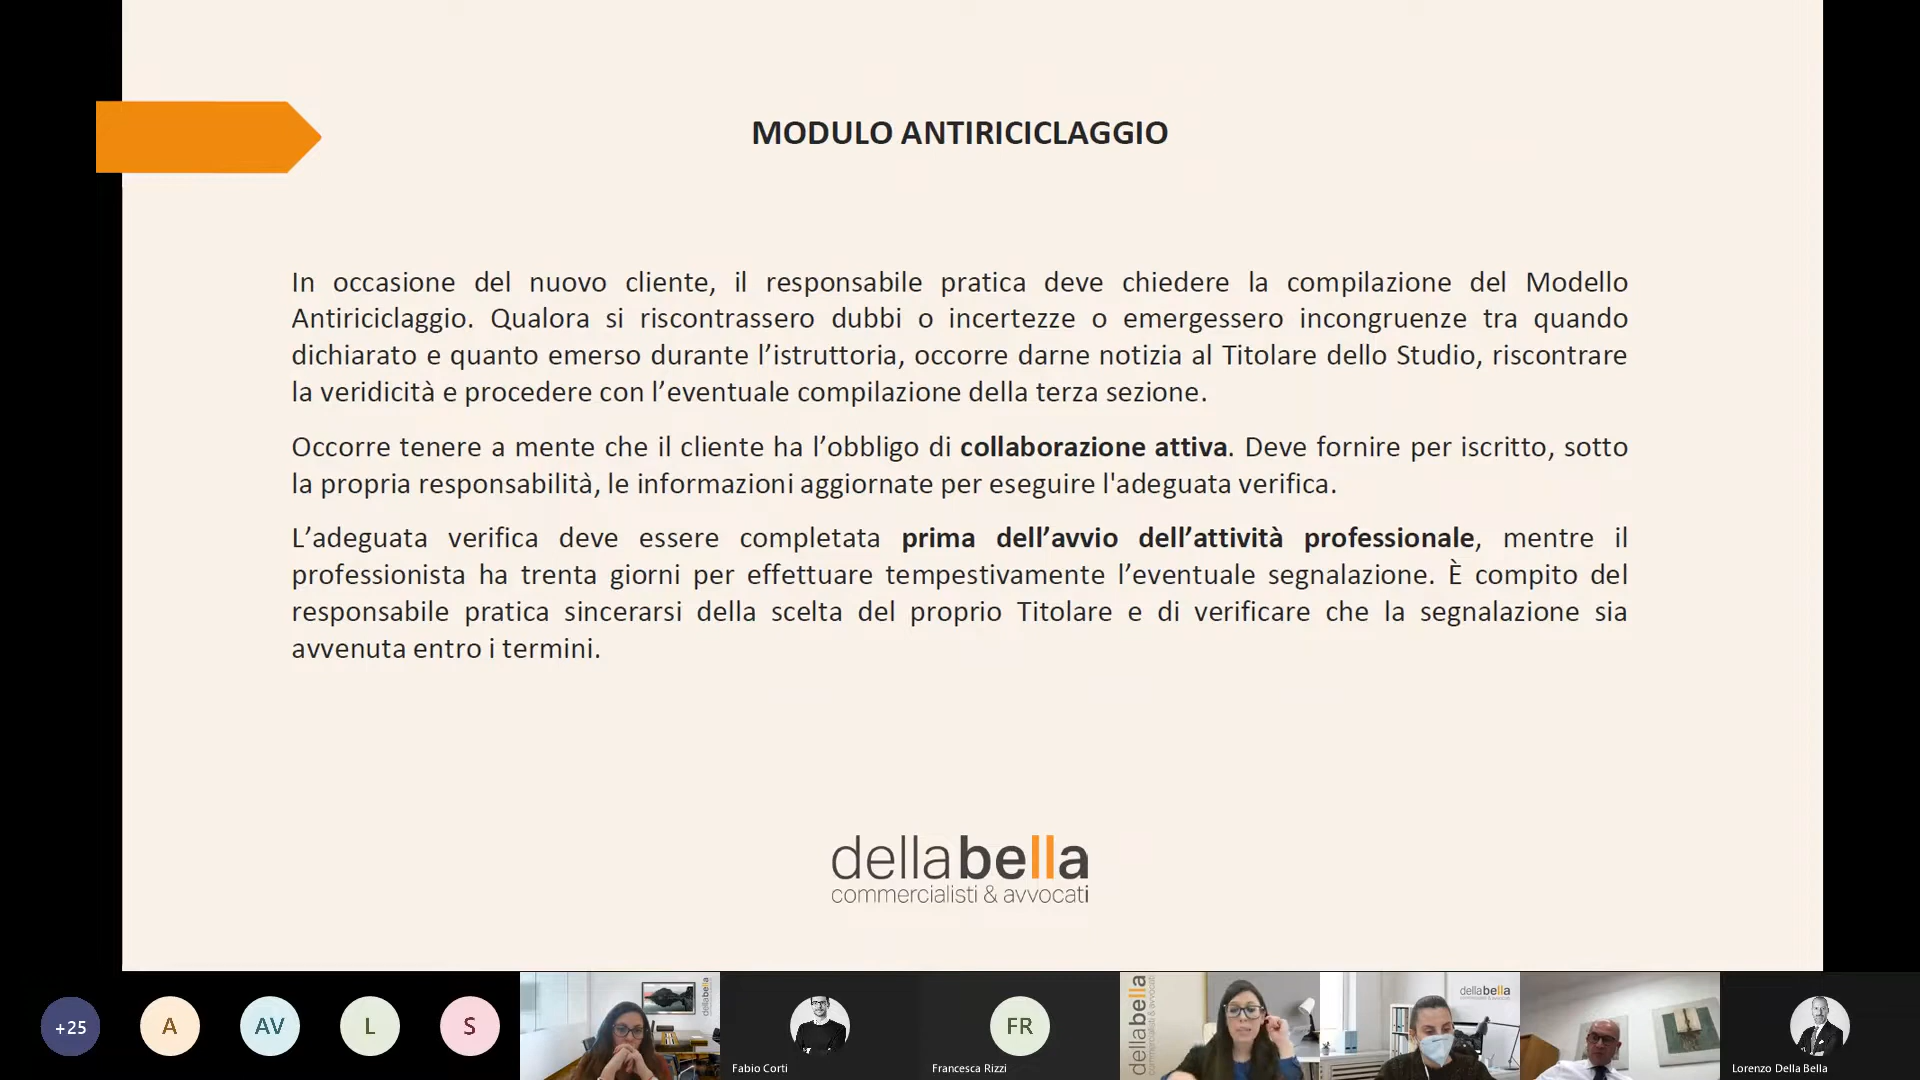 MODULO ANTIRICICLAGGIO
In occasione del nuovo cliente, il responsabile pratica deve chiedere la compilazione del Modello
Antiriciclaggio. Qualora si riscontrassero dubbi o incertezze o emergessero incongruenze tra quando
dichiarato e quanto emerso durante l’istruttoria, occorre darne notizia al Titolare dello Studio, riscontrare
la veridicità e procedere con l’eventuale compilazione della terza sezione.
Occorre tenere a mente che il cliente ha l’obbligo di collaborazione attiva. Deve fornire per iscritto, sotto
la propria responsabilità, le informazioni aggiornate per eseguire l'adeguata verifica.
L’adeguata verifica deve essere completata prima dell’avvio dell’attività professionale, mentre il
professionista ha trenta giorni per effettuare tempestivamente l’eventuale segnalazione. È compito del
responsabile pratica sincerarsi della scelta del proprio Titolare e di verificare che la segnalazione sia
avvenuta entro i termini.
dellabella
commercialisti & avvocati
+25
A
AV
L
S
dellabella
Fabio Corti
FR
Francesca Rizzi
dellabella
commercialisti & avvocati
dellabella
Lorenzo Della Bella